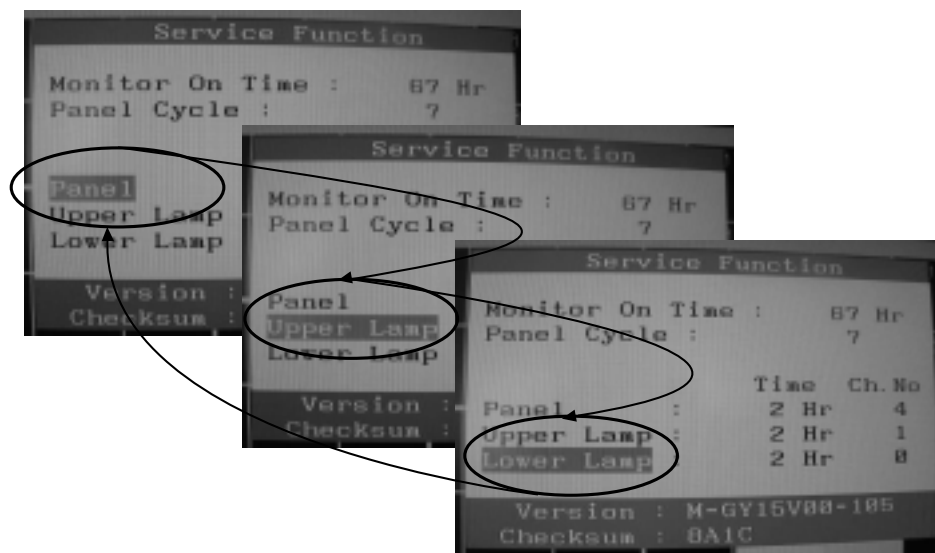 Service Function
Monitor On Time : 67 Hr
Panel Cycle : 7
Panel
Upper Lamp
Lower Lamp
Version :
Checksum :
Service Function
Monitor On Time : 67 Hr
Panel Cycle : 7
Panel
Upper Lamp
Lower Lamp
Version :
Checksum :
Service Function
Monitor On Time : 67 Hr
Panel Cycle : 7
Time Ch.No
Panel : 2 Hr 4
Upper Lamp : 2 Hr 1
Lower Lamp : 2 Hr 0
Version : M-GY15V00-105
Checksum : 8A1C